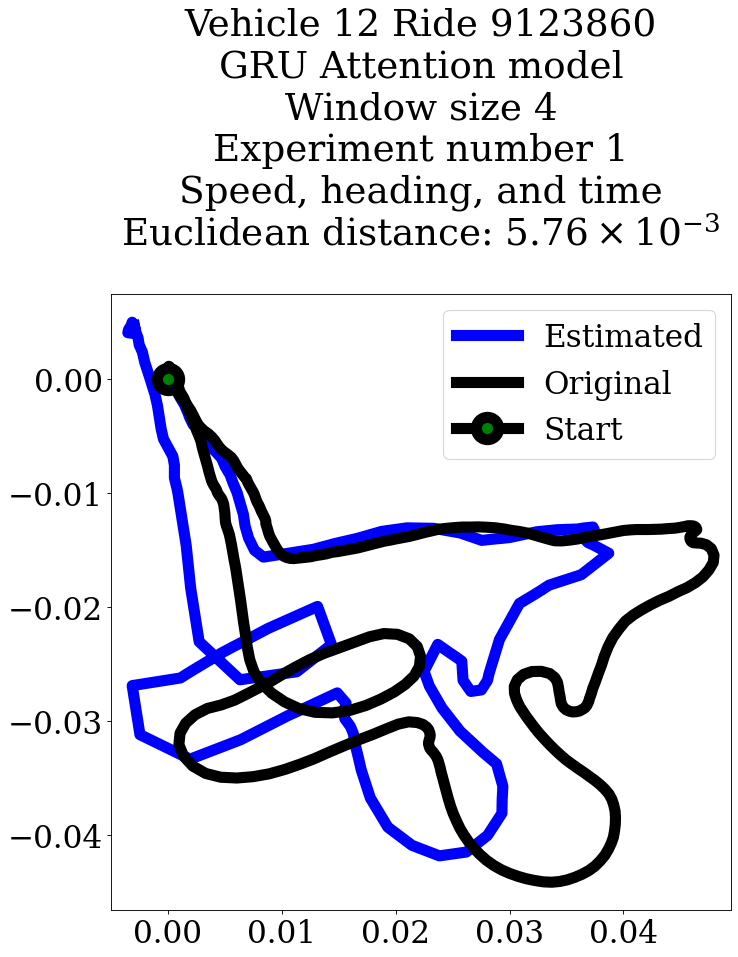 Vehicle 12 Ride 9123860
GRU Attention model
Window size 4
Experiment number 1
Speed, heading, and time
Euclidean distance: 5.76 × 10⁻³
Estimated
Original
Start
0.00
−0.01
−0.02
−0.03
−0.04
0.00 0.01 0.02 0.03 0.04